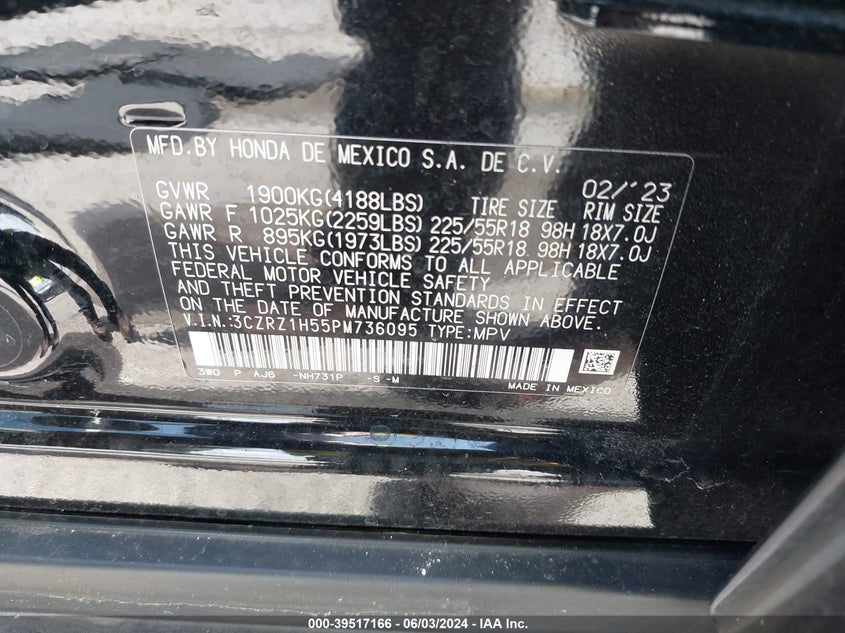 MFD.BY HONDA DE MEXICO S.A. DE C.V.
02/'23
GVWR 1900KG(4188LBS) TIRE SIZE RIM SIZE
GAWR F 1025KG(2259LBS) 225/55R18 98H 18X7.0J
GAWR R 895KG(1973LBS) 225/55R18 98H 18X7.0J
THIS VEHICLE CONFORMS TO ALL APPLICABLE
FEDERAL MOTOR VEHICLE SAFETY
AND THEFT PREVENTION STANDARDS IN EFFECT
ON THE DATE OF MANUFACTURE SHOWN ABOVE.
V.I.N.:3CZRZ1H55PM736095 TYPE:MPV
3W0 P AJ6 -NH731P -S -M MADE IN MEXICO
000-39517166 - 06/03/2024 - IAA Inc.